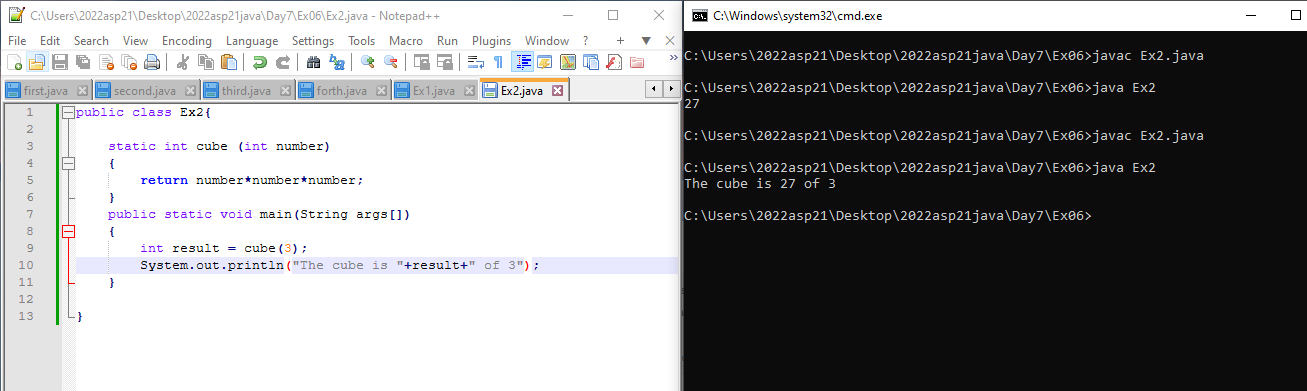 C:\Users\2022asp21\Desktop\2022asp21java\Day7\Ex06\Ex2.java - Notepad++
File Edit Search View Encoding Language Settings Tools Macro Run Plugins Window ? + ▼ X
first.java second.java third.java forth.java Ex1.java Ex2.java
1 public class Ex2{
2
3 static int cube (int number)
4 {
5 return number*number*number;
6 }
7 public static void main(String args[])
8 {
9 int result = cube(3);
10 System.out.println("The cube is "+result+" of 3");
11 }
12
13 }
C:\Windows\system32\cmd.exe
C:\Users\2022asp21\Desktop\2022asp21java\Day7\Ex06>javac Ex2.java
C:\Users\2022asp21\Desktop\2022asp21java\Day7\Ex06>java Ex2
27
C:\Users\2022asp21\Desktop\2022asp21java\Day7\Ex06>javac Ex2.java
C:\Users\2022asp21\Desktop\2022asp21java\Day7\Ex06>java Ex2
The cube is 27 of 3
C:\Users\2022asp21\Desktop\2022asp21java\Day7\Ex06>